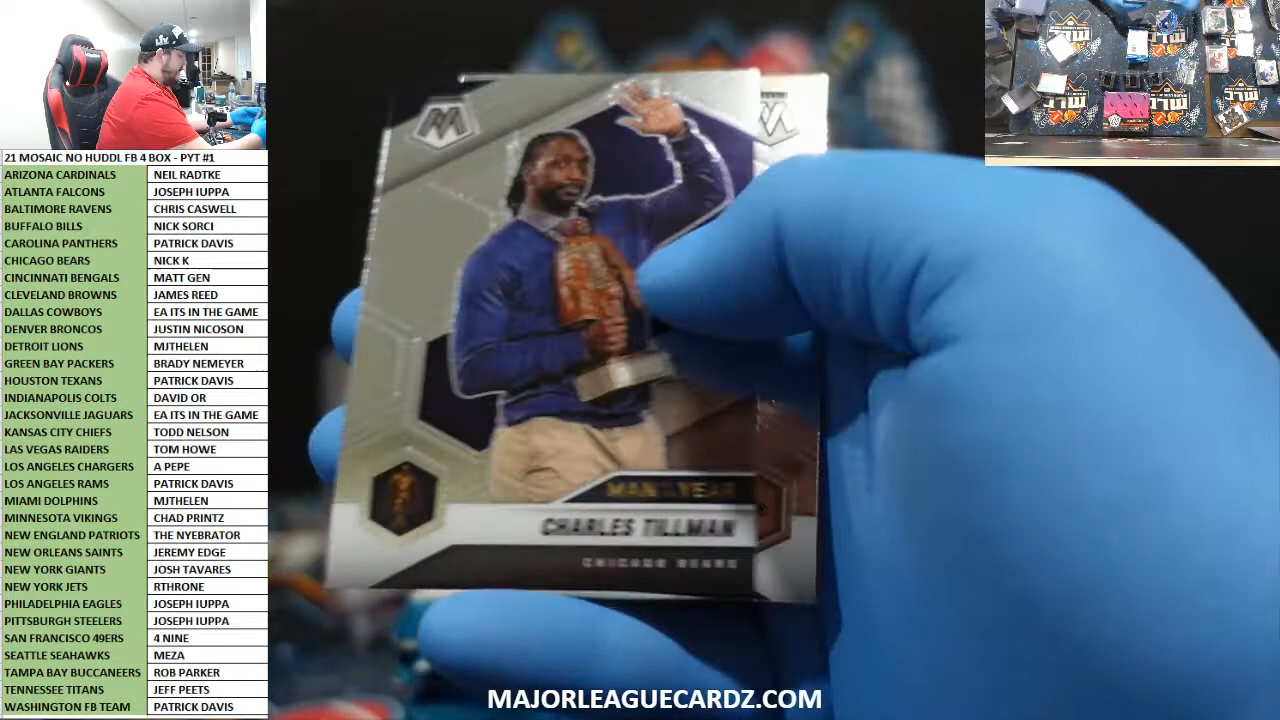 21 MOSAIC NO HUDDL FB 4 BOX - PYT #1
ARIZONA CARDINALS NEIL RADTKE
ATLANTA FALCONS JOSEPH IUPPA
BALTIMORE RAVENS CHRIS CASWELL
BUFFALO BILLS NICK SORCI
CAROLINA PANTHERS PATRICK DAVIS
CHICAGO BEARS NICK K
CINCINNATI BENGALS MATT GEN
CLEVELAND BROWNS JAMES REED
DALLAS COWBOYS EA ITS IN THE GAME
DENVER BRONCOS JUSTIN NICOSON
DETROIT LIONS MJTHELEN
GREEN BAY PACKERS BRADY NEMEYER
HOUSTON TEXANS PATRICK DAVIS
INDIANAPOLIS COLTS DAVID OR
JACKSONVILLE JAGUARS EA ITS IN THE GAME
KANSAS CITY CHIEFS TODD NELSON
LAS VEGAS RAIDERS TOM HOWE
LOS ANGELES CHARGERS A PEPE
LOS ANGELES RAMS PATRICK DAVIS
MIAMI DOLPHINS MJTHELEN
MINNESOTA VIKINGS CHAD PRINTZ
NEW ENGLAND PATRIOTS THE NYEBRATOR
NEW ORLEANS SAINTS JEREMY EDGE
NEW YORK GIANTS JOSH TAVARES
NEW YORK JETS RTHRONE
PHILADELPHIA EAGLES JOSEPH IUPPA
PITTSBURGH STEELERS JOSEPH IUPPA
SAN FRANCISCO 49ERS 4 NINE
SEATTLE SEAHAWKS MEZA
TAMPA BAY BUCCANEERS ROB PARKER
TENNESSEE TITANS JEFF PEETS
WASHINGTON FB TEAM PATRICK DAVIS
MAN OF THE YEAR
CHARLES TILLMAN
CHICAGO BEARS
MAJORLEAGUECARDZ.COM